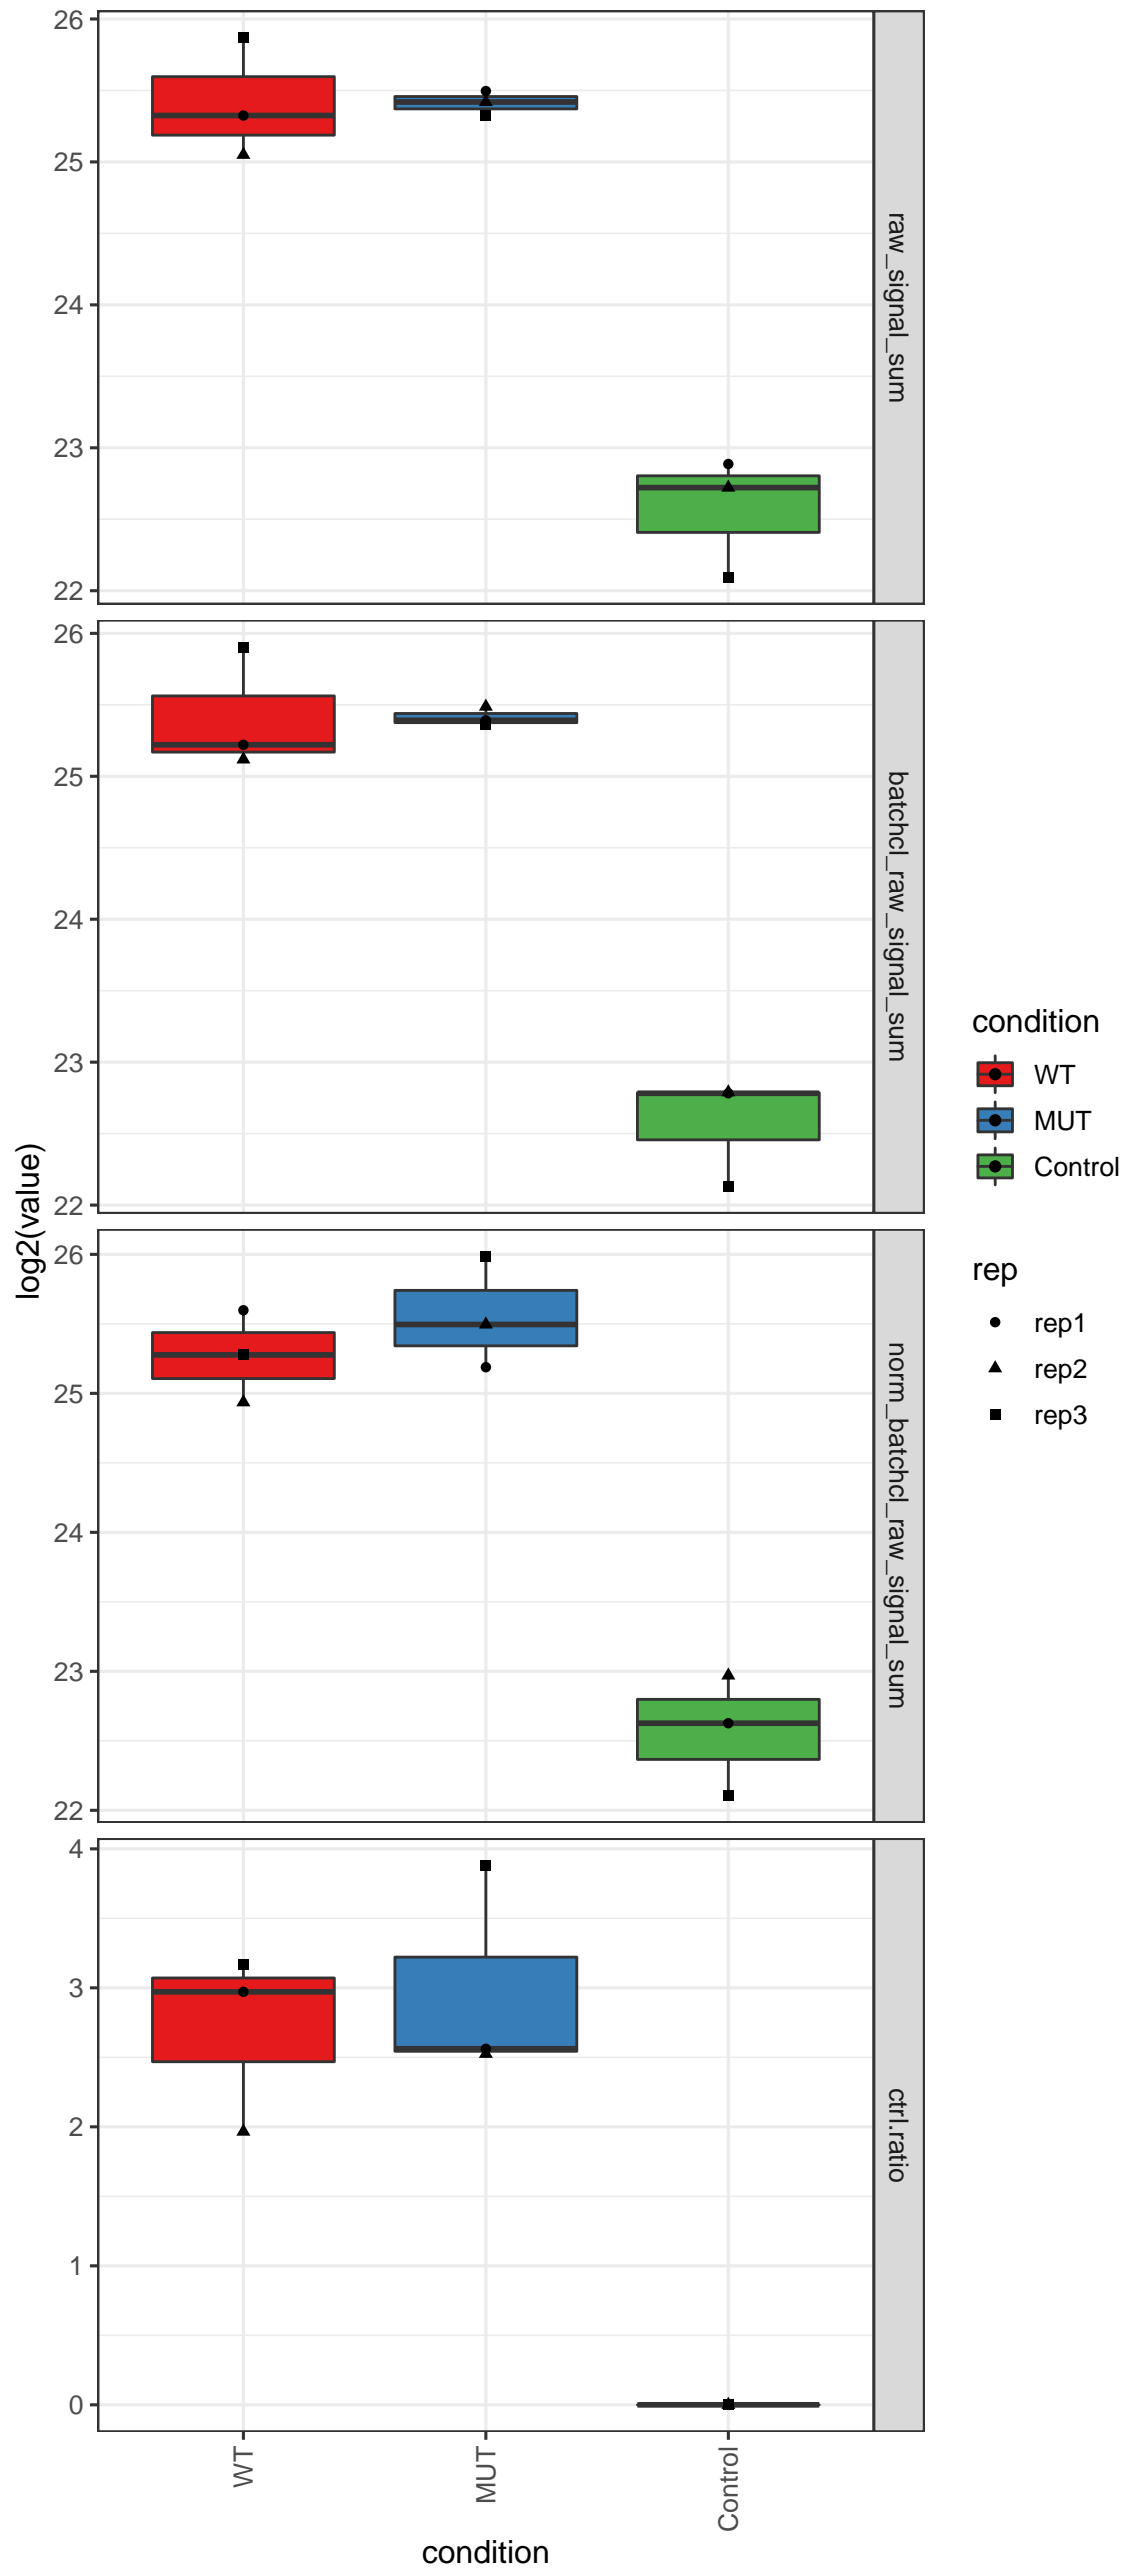 26
25
24
23
22
raw_signal_sum
26
25
24
23
22
batchcl_raw_signal_sum
26
25
24
23
22
norm_batchcl_raw_signal_sum
4
3
2
1
0
ctrl.ratio
log2(value)
WT
MUT
Control
condition
condition
WT
MUT
Control
rep
rep1
rep2
rep3